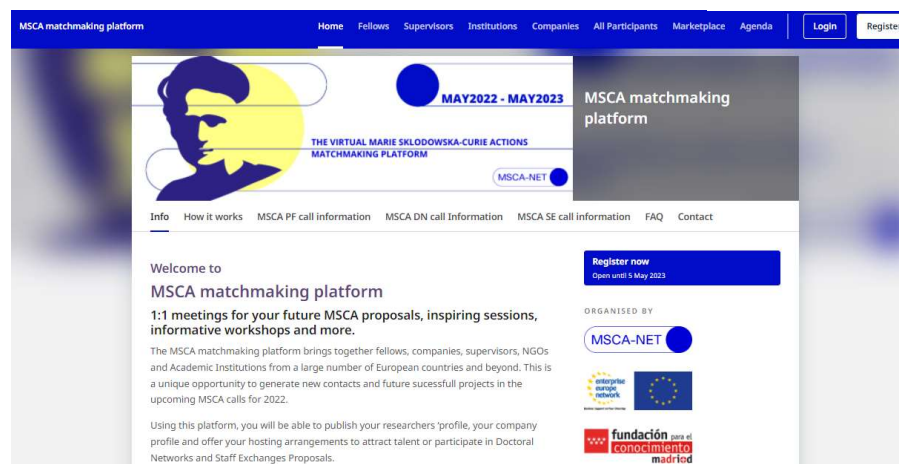 MSCA matchmaking platform
Home Fellows Supervisors Institutions Companies All Participants Marketplace Agenda Login Register
MAY2022 - MAY2023
THE VIRTUAL MARIE SKLODOWSKA-CURIE ACTIONS
MATCHMAKING PLATFORM
MSCA-NET
MSCA matchmaking
platform
Info How it works MSCA PF call information MSCA DN call Information MSCA SE call information FAQ Contact
Welcome to
MSCA matchmaking platform
1:1 meetings for your future MSCA proposals, inspiring sessions,
informative workshops and more.
The MSCA matchmaking platform brings together fellows, companies, supervisors, NGOs
and Academic Institutions from a large number of European countries and beyond. This is
a unique opportunity to generate new contacts and future sucessfull projects in the
upcoming MSCA calls for 2022.
Using this platform, you will be able to publish your researchers 'profile, your company
profile and offer your hosting arrangements to attract talent or participate in Doctoral
Networks and Staff Exchanges Proposals.
Register now
Open until 5 May 2023
ORGANISED BY
MSCA-NET
enterprise
europe
network
fundación para el
conocimiento
madrid